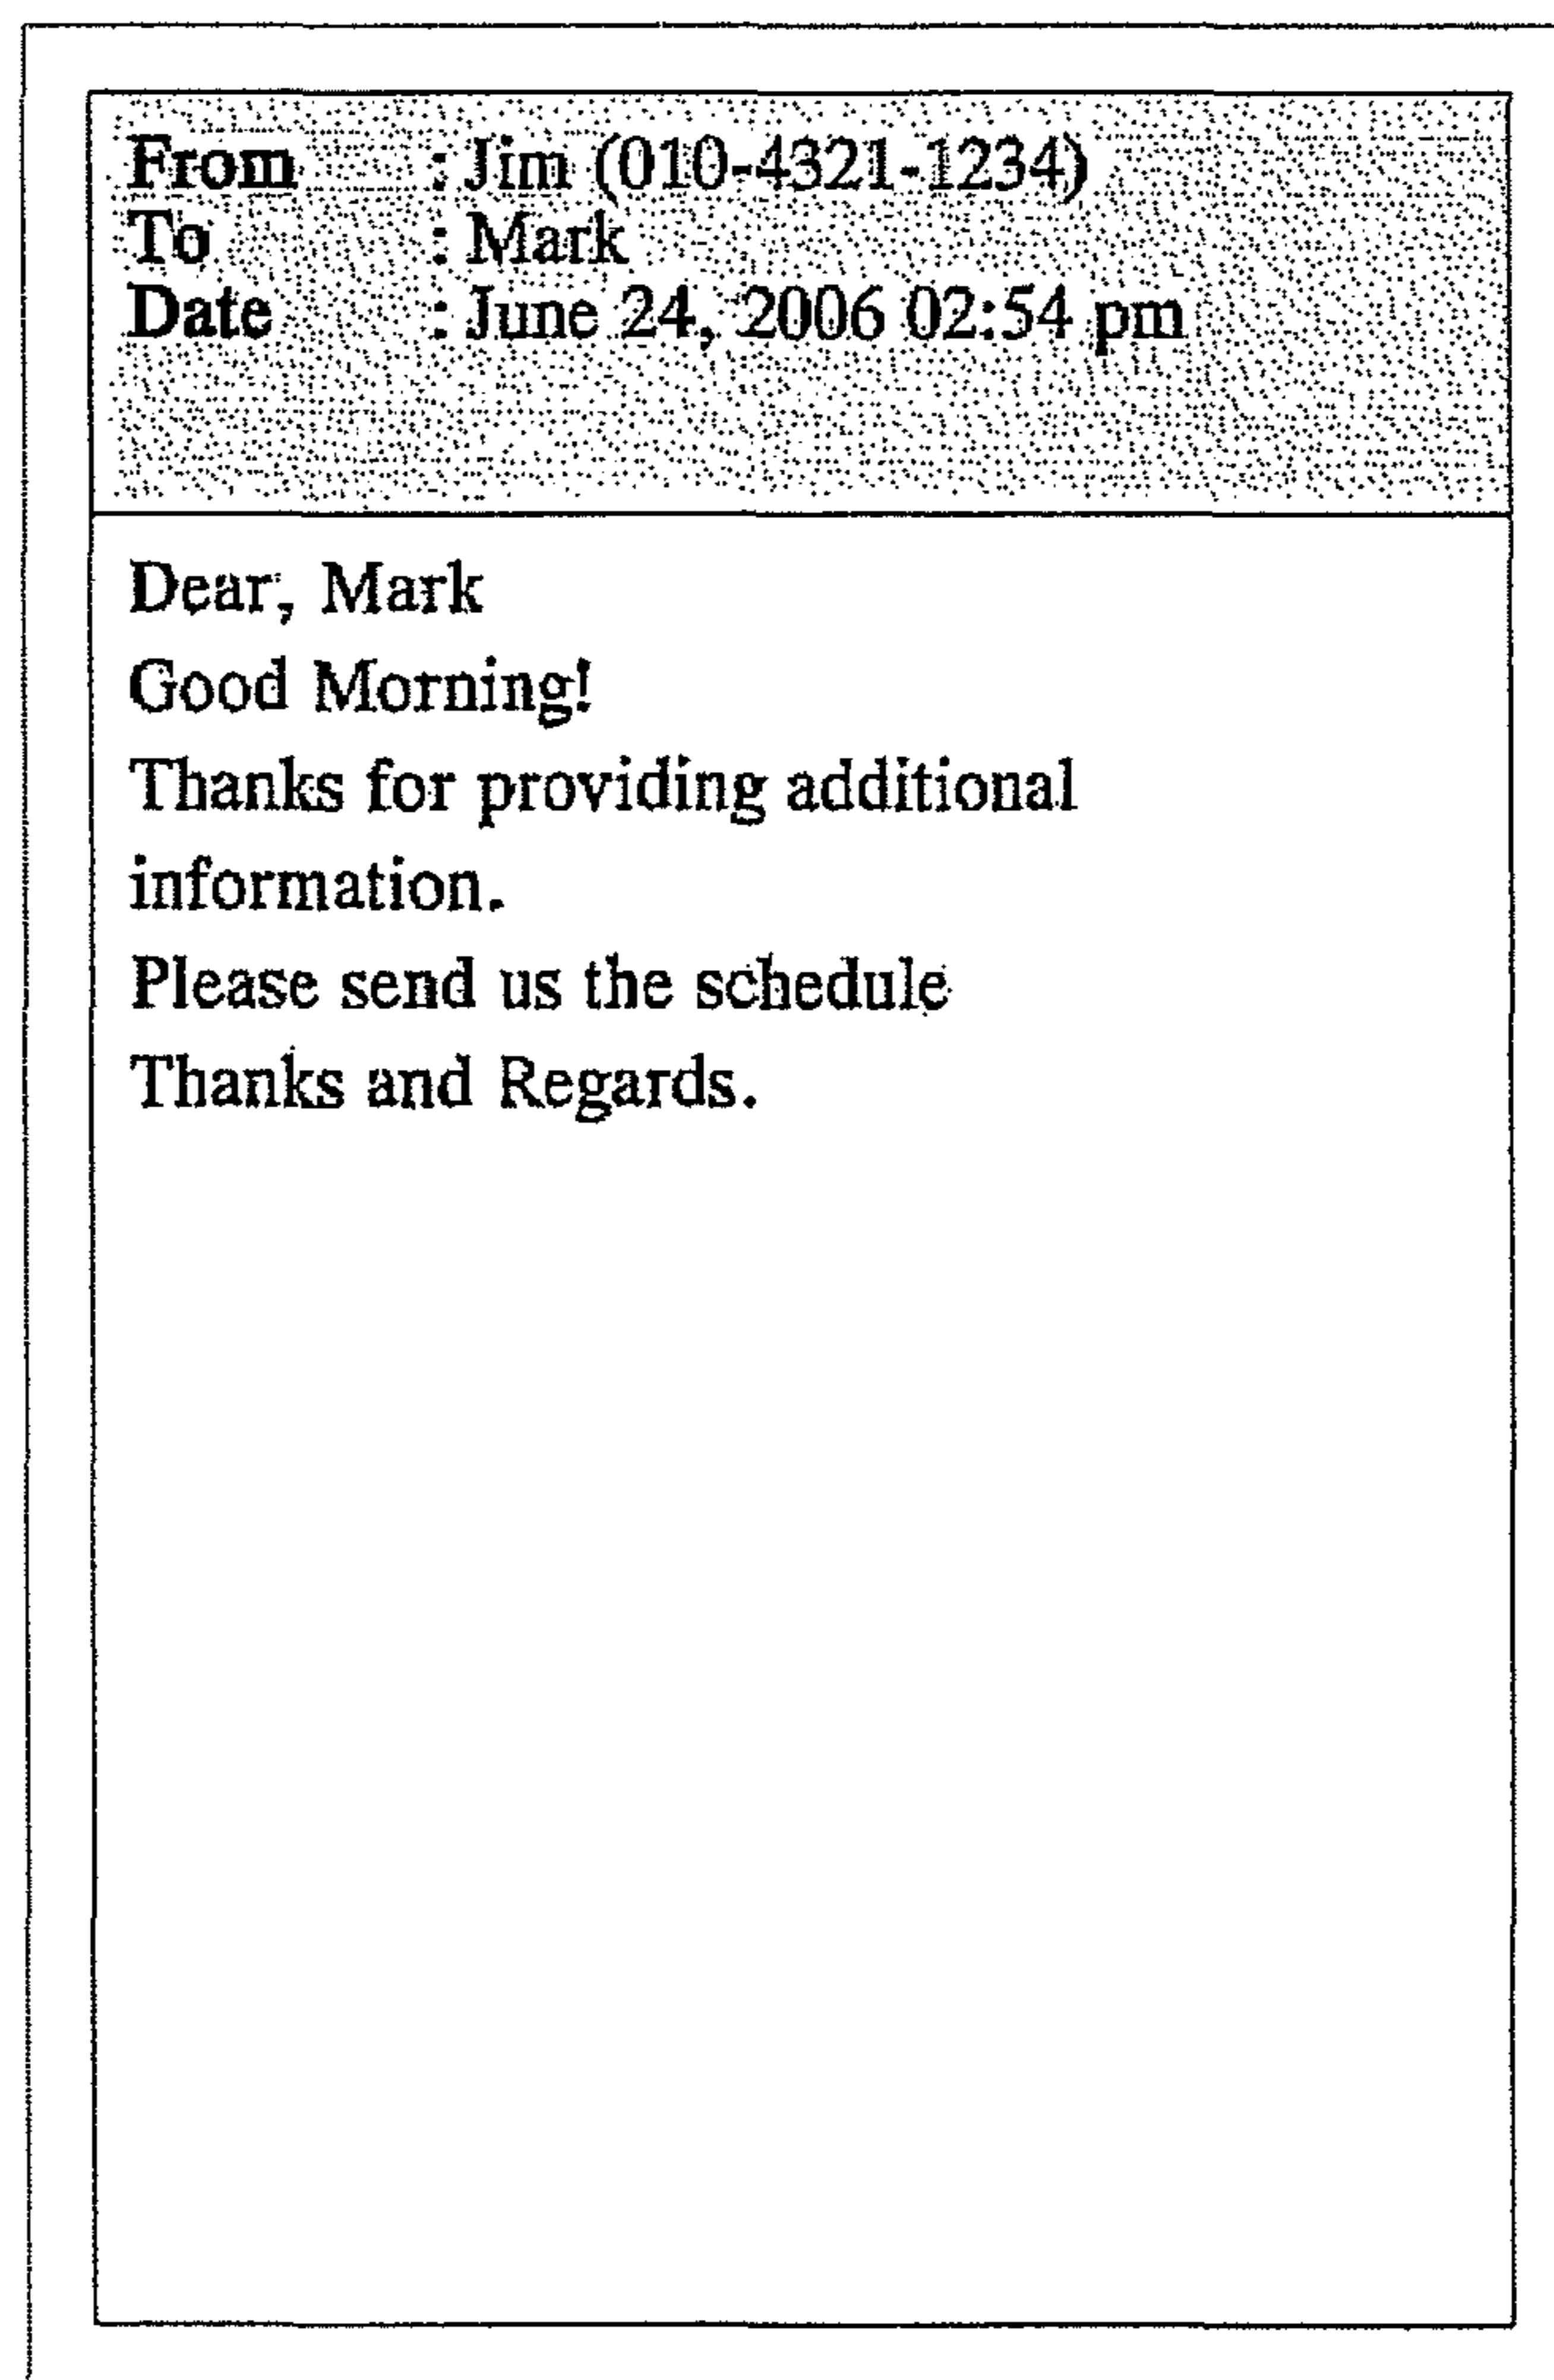 From : Jim (010-4321-1234)
To : Mark
Date : June 24, 2006 02:54 pm
Dear, Mark
Good Morning!
Thanks for providing additional
information.
Please send us the schedule
Thanks and Regards.